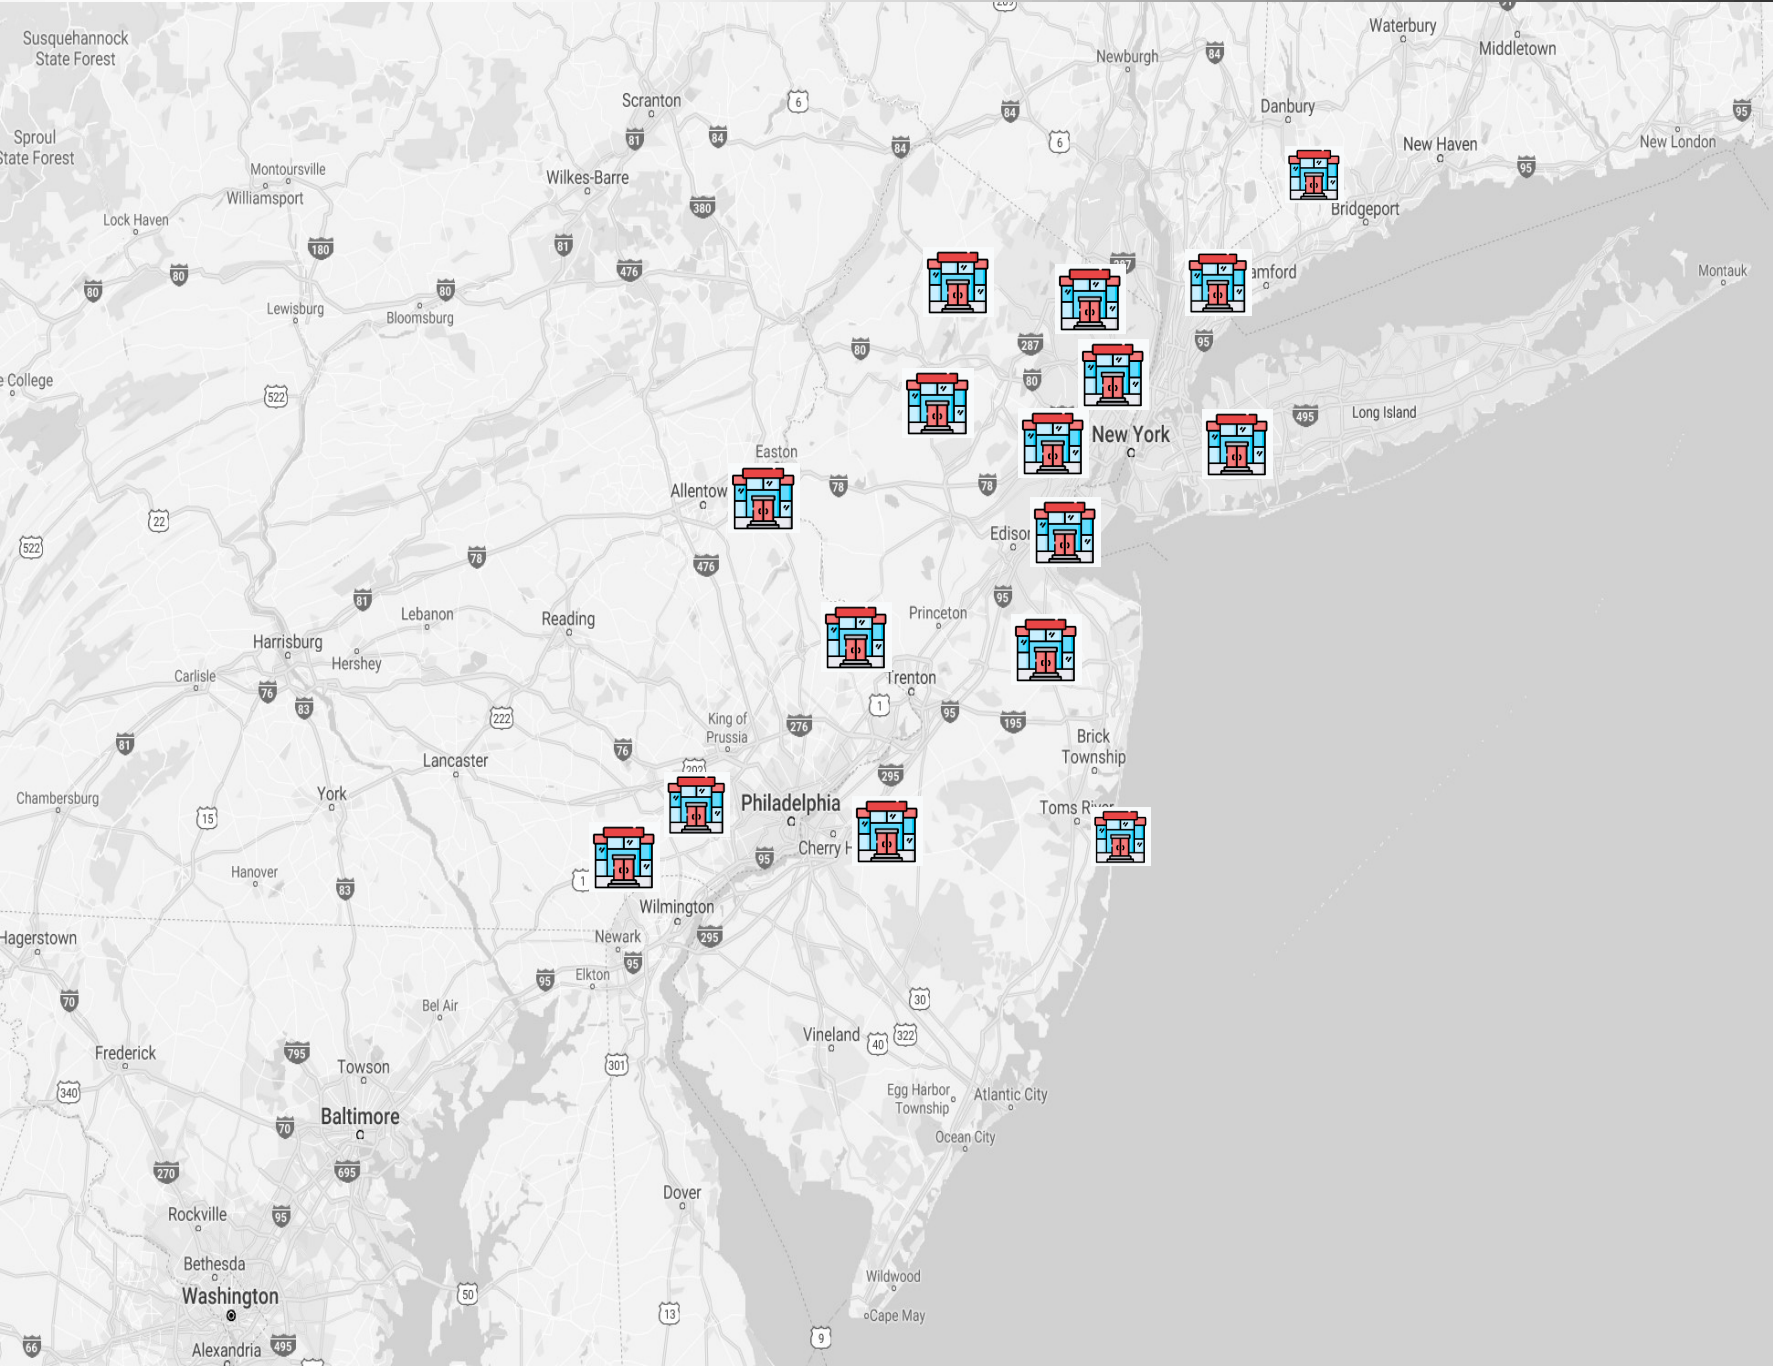 Susquehannock
State Forest
Waterbury
Middletown
Newburgh
84
Scranton
6
Danbury
84
95
Sproul
State Forest
81
84
84
6
New Haven
New London
95
Montoursville
Wilkes-Barre
Williamsport
380
Bridgeport
Lock Haven
180
81
80
476
amford
Montauk
80
80
Lewisburg
Bloomsburg
80
287
95
80
e College
522
495
Long Island
New York
Easton
Allentow
78
78
22
Edison
522
78
476
81
95
Lebanon
Reading
Princeton
Harrisburg
Hershey
Carlisle
Trenton
76
83
222
1
95
195
276
King of
Prussia
81
76
Brick
Township
Lancaster
202
295
Chambersburg
York
Philadelphia
Toms River
15
Cherry H
95
Hanover
83
1
Wilmington
Hagerstown
Newark
295
95
95
Elkton
70
Bel Air
30
Vineland
40
322
Frederick
795
Towson
301
340
Egg Harbor
Township
Atlantic City
Baltimore
70
Ocean City
270
695
Dover
Rockville
95
Bethesda
Wildwood
Washington
50
13
Cape May
9
66
495
Alexandria